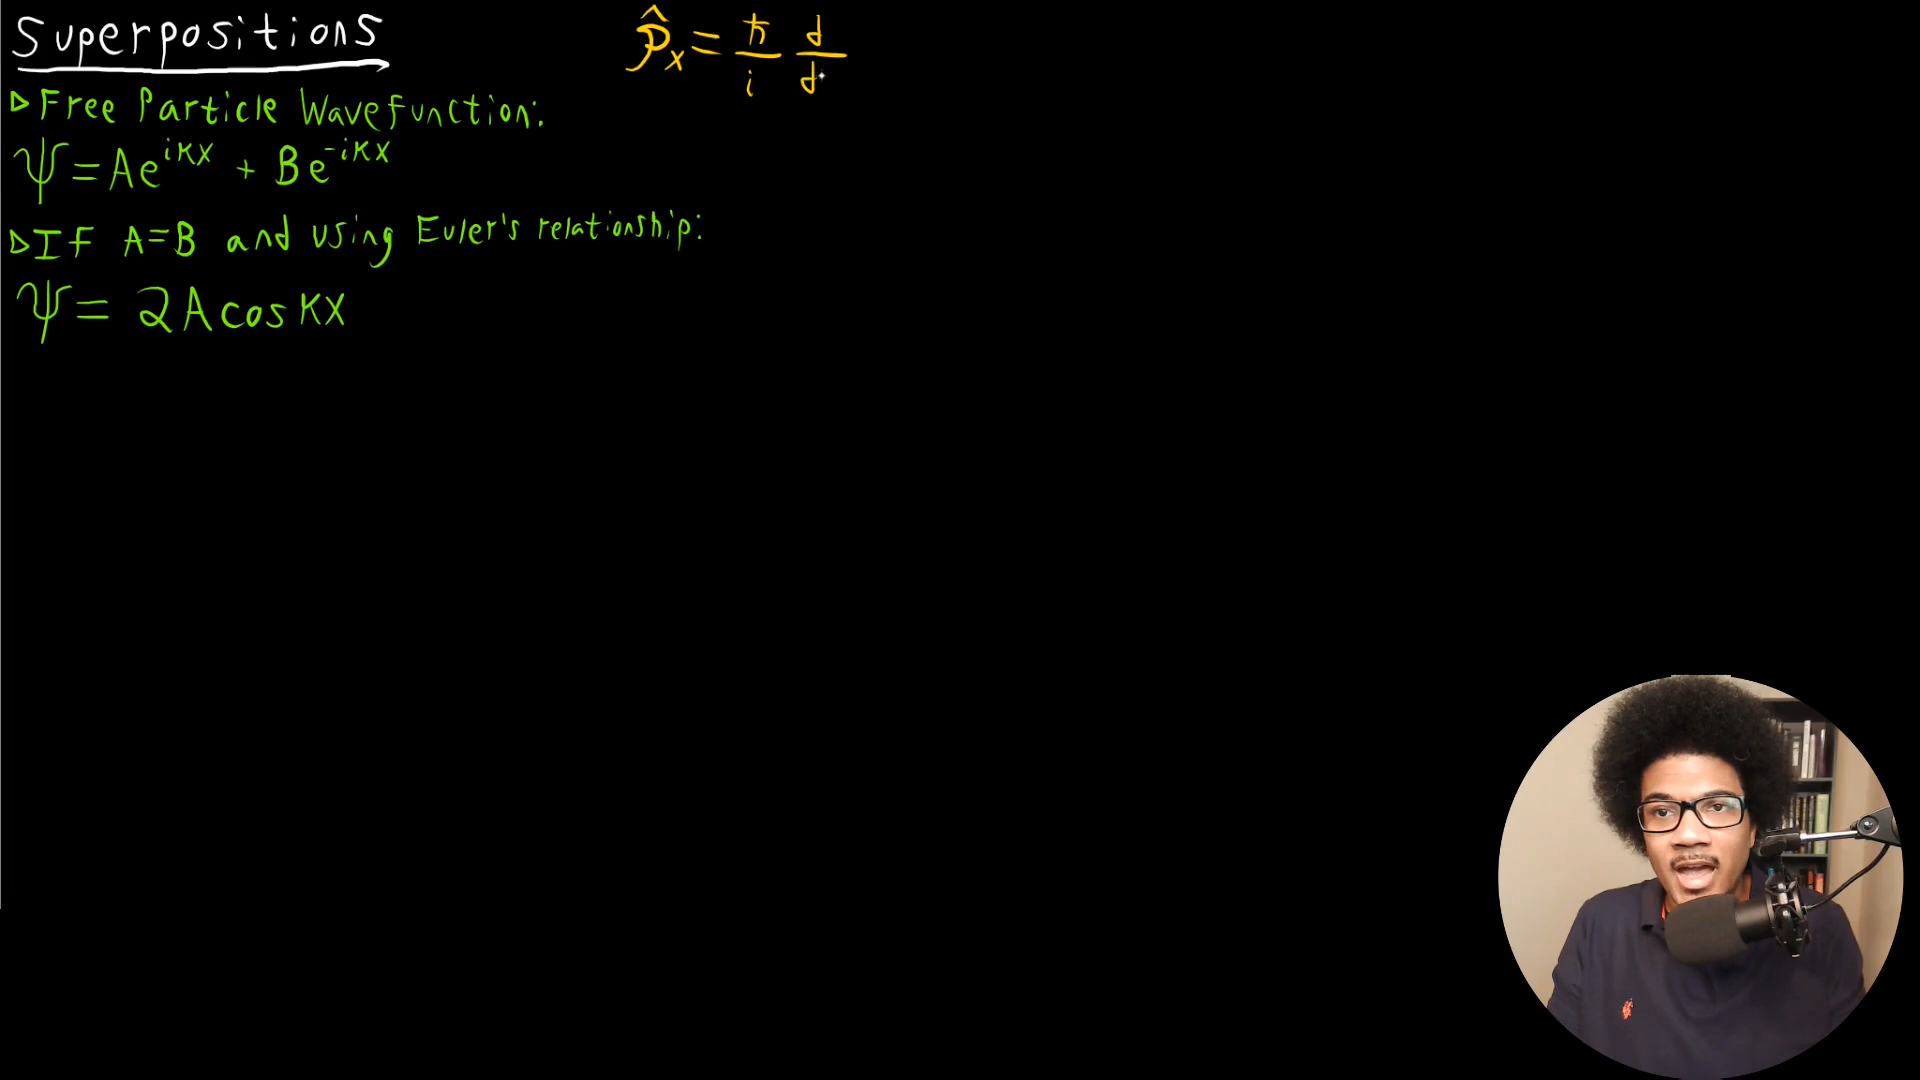 Superpositions
▷Free Particle Wavefunction:
ψ=Ae^{iKX} + Be^{-iKX}
▷If A=B and using Euler's relationship:
ψ= 2A cos KX
p̂ₓ= ℏ/i d/d